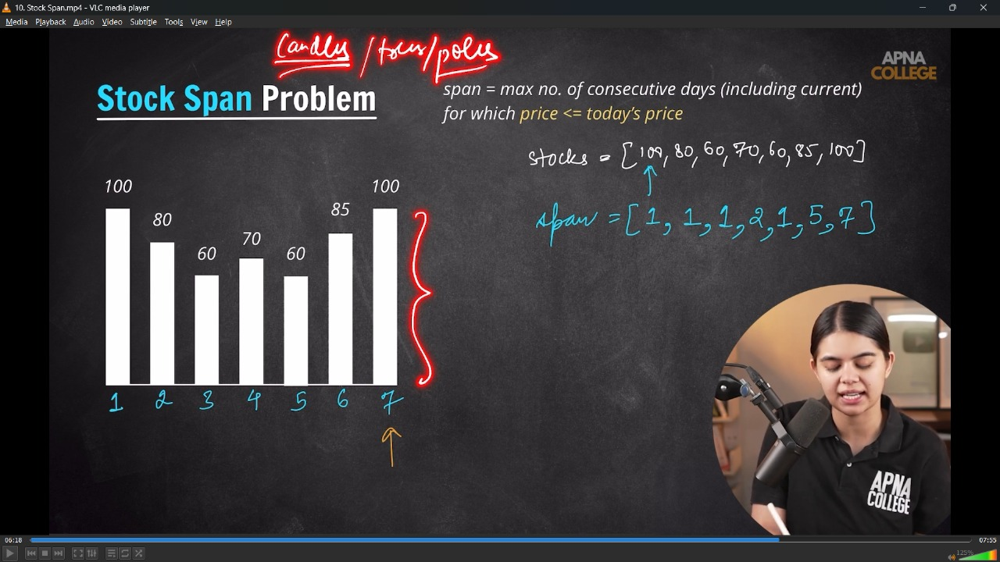 10. Stock Span.mp4 - VLC media player
Media Playback Audio Video Subtitle Tools View Help
Candles / /poles
APNA
COLLEGE
Stock Span Problem
span = max no. of consecutive days (including current)
for which price <= today's price
stocks = [100, 80, 60, 70, 60, 85, 100]
span = [1, 1, 1, 2, 1, 5, 7]
100
80
60
70
60
85
100
1 2 3 4 5 6 7
APNA
COLLEGE
06:18
07:55
125%